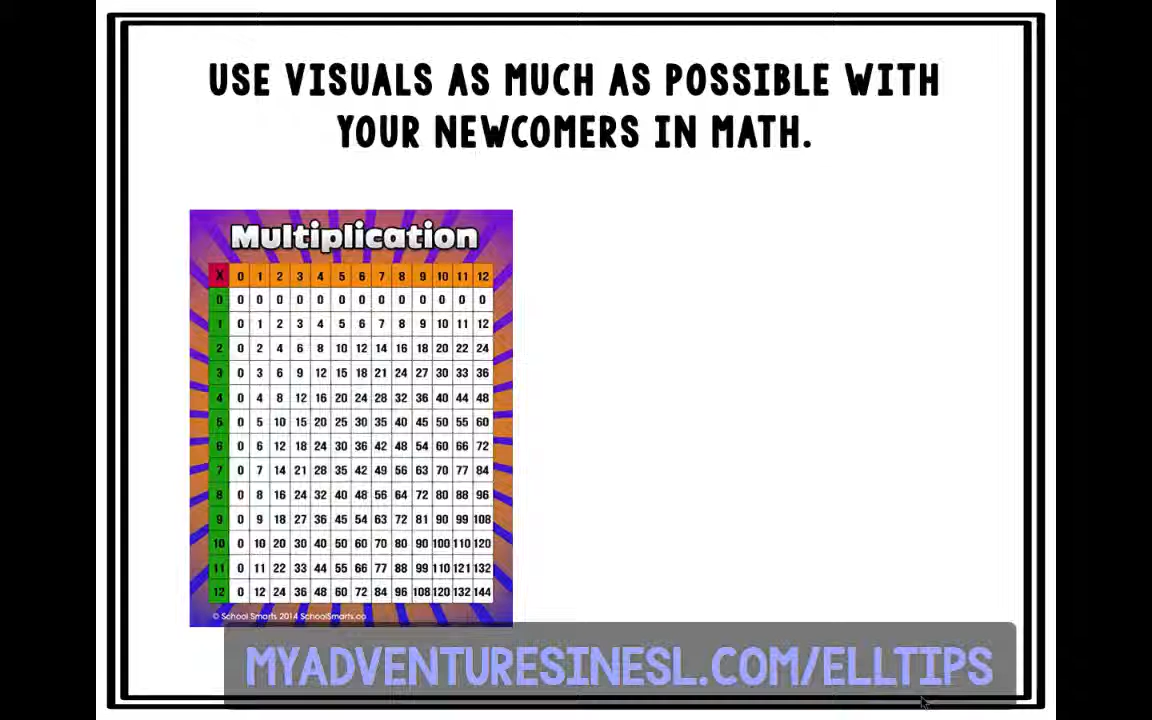 USE VISUALS AS MUCH AS POSSIBLE WITH
YOUR NEWCOMERS IN MATH.
Multiplication
X 0 1 2 3 4 5 6 7 8 9 10 11 12
0 0 0 0 0 0 0 0 0 0 0 0 0 0
1 0 1 2 3 4 5 6 7 8 9 10 11 12
2 0 2 4 6 8 10 12 14 16 18 20 22 24
3 0 3 6 9 12 15 18 21 24 27 30 33 36
4 0 4 8 12 16 20 24 28 32 36 40 44 48
5 0 5 10 15 20 25 30 35 40 45 50 55 60
6 0 6 12 18 24 30 36 42 48 54 60 66 72
7 0 7 14 21 28 35 42 49 56 63 70 77 84
8 0 8 16 24 32 40 48 56 64 72 80 88 96
9 0 9 18 27 36 45 54 63 72 81 90 99 108
10 0 10 20 30 40 50 60 70 80 90 100 110 120
11 0 11 22 33 44 55 66 77 88 99 110 121 132
12 0 12 24 36 48 60 72 84 96 108 120 132 144
© School Smarts 2014 SchoolSmarts.co
MYADVENTURESINESL.COM/ELLTIPS